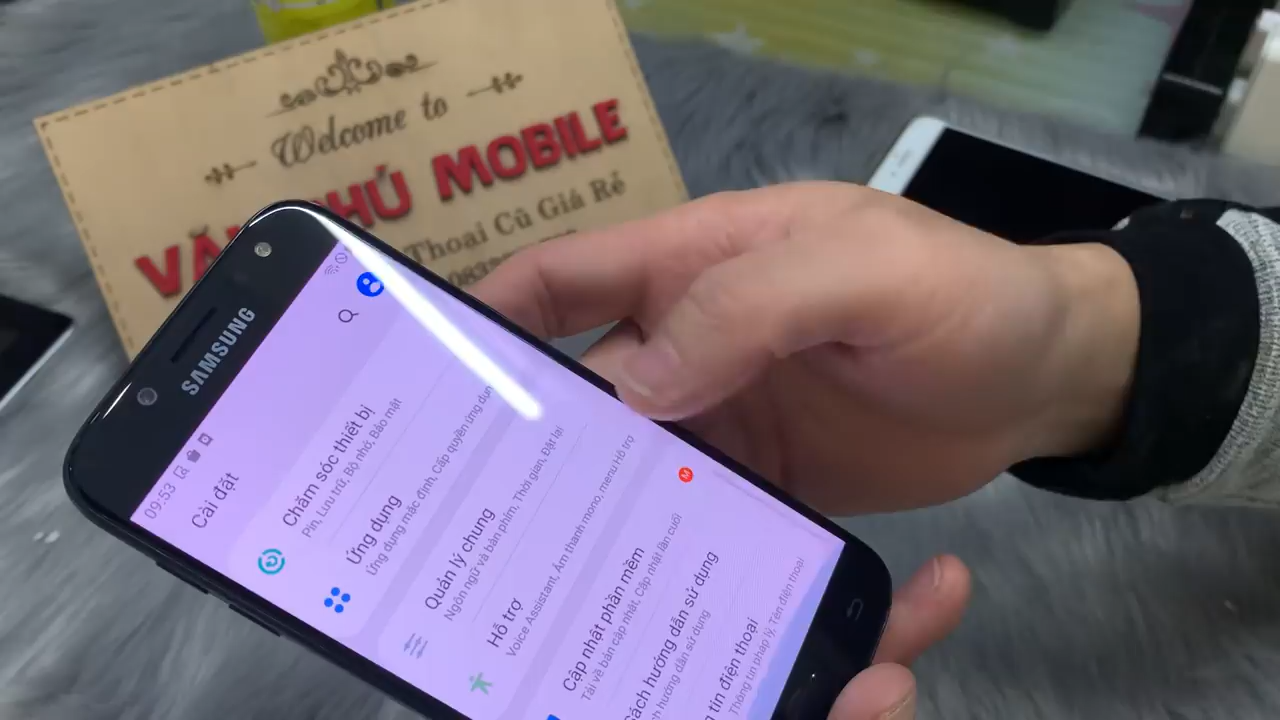 Welcome to
MOBILE
Thoại Cũ Giá Rẻ
SAMSUNG
09:53
Cài đặt
Chăm sóc thiết bị
Pin, Lưu trữ, Bộ nhớ, Bảo mật
Ứng dụng
Ứng dụng mặc định, Cấp quyền ứng dụng
Quản lý chung
Ngôn ngữ và bàn phím, Thời gian, Đặt lại
Hỗ trợ
Voice Assistant, Âm thanh mono, menu Hỗ trợ
Cập nhật phần mềm
Tải về bản cập nhật, Cập nhật lần cuối
M
hướng dẫn sử dụng
hướng dẫn sử dụng
tin điện thoại
Thông tin pháp lý, Tên điện thoại